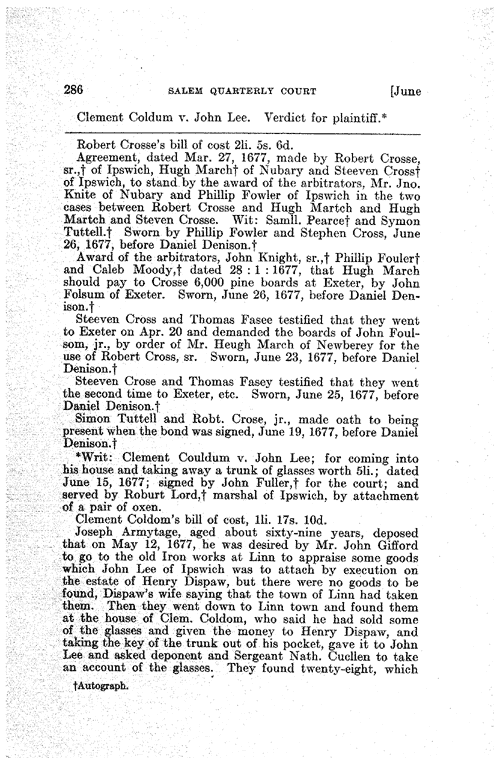 286 SALEM QUARTERLY COURT [June
Clement Coldum v. John Lee. Verdict for plaintiff.*
Robert Crosse's bill of cost 2li. 5s. 6d.
Agreement, dated Mar. 27, 1677, made by Robert Crosse,
sr.,† of Ipswich, Hugh March† of Nubary and Steeven Cross†
of Ipswich, to stand by the award of the arbitrators, Mr. Jno.
Knite of Nubary and Phillip Fowler of Ipswich in the two
cases between Robert Crosse and Hugh Martch and Hugh
Martch and Steven Crosse. Wit: Samll. Pearce† and Symon
Tuttell.† Sworn by Phillip Fowler and Stephen Cross, June
26, 1677, before Daniel Denison.†
Award of the arbitrators, John Knight, sr.,† Phillip Fouler†
and Caleb Moody,† dated 28 : 1 : 1677, that Hugh March
should pay to Crosse 6,000 pine boards at Exeter, by John
Folsum of Exeter. Sworn, June 26, 1677, before Daniel Den-
ison.†
Steeven Cross and Thomas Fasee testified that they went
to Exeter on Apr. 20 and demanded the boards of John Foul-
som, jr., by order of Mr. Heugh March of Newberey for the
use of Robert Cross, sr. Sworn, June 23, 1677, before Daniel
Denison.†
Steeven Crose and Thomas Fasey testified that they went
the second time to Exeter, etc. Sworn, June 25, 1677, before
Daniel Denison.†
Simon Tuttell and Robt. Crose, jr., made oath to being
present when the bond was signed, June 19, 1677, before Daniel
Denison.†
*Writ: Clement Couldum v. John Lee; for coming into
his house and taking away a trunk of glasses worth 5li.; dated
June 15, 1677; signed by John Fuller,† for the court; and
served by Roburt Lord,† marshal of Ipswich, by attachment
of a pair of oxen.
Clement Coldom's bill of cost, 1li. 17s. 10d.
Joseph Armytage, aged about sixty-nine years, deposed
that on May 12, 1677, he was desired by Mr. John Gifford
to go to the old Iron works at Linn to appraise some goods
which John Lee of Ipswich was to attach by execution on
the estate of Henry Dispaw, but there were no goods to be
found, Dispaw's wife saying that the town of Linn had taken
them. Then they went down to Linn town and found them
at the house of Clem. Coldom, who said he had sold some
of the glasses and given the money to Henry Dispaw, and
taking the key of the trunk out of his pocket, gave it to John
Lee and asked deponent and Sergeant Nath. Cucllen to take
an account of the glasses. They found twenty-eight, which
†Autograph.